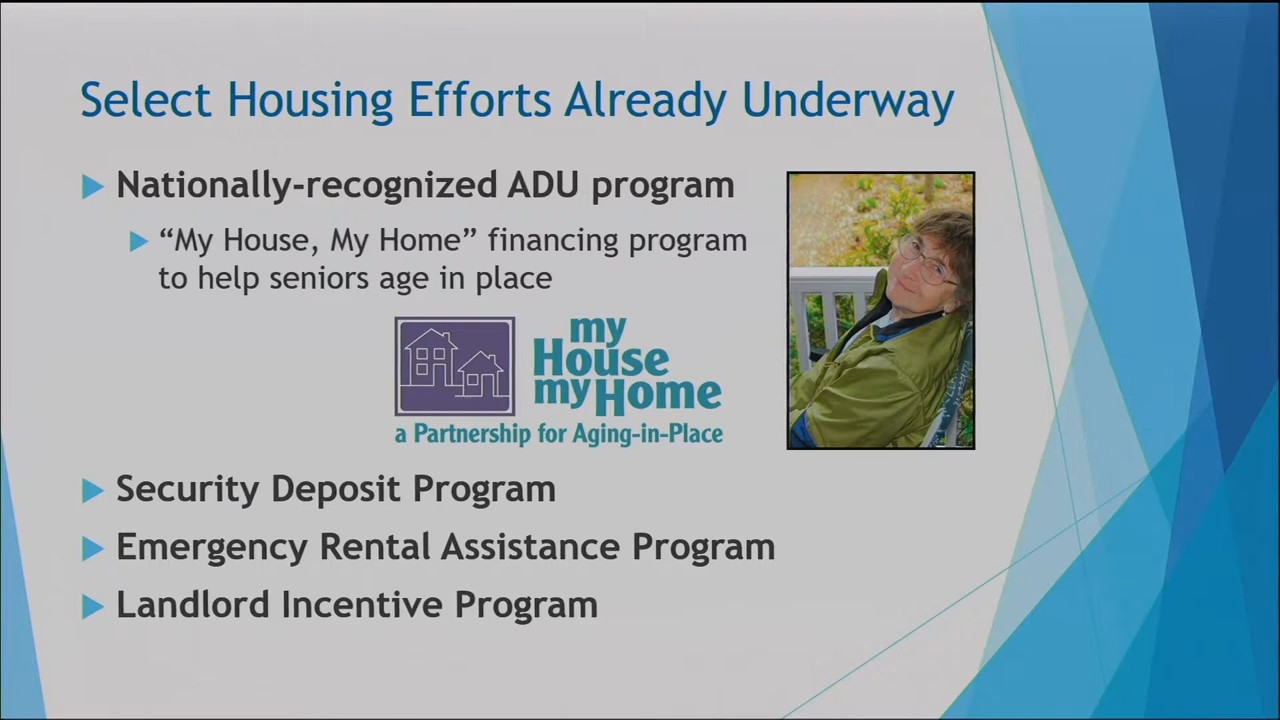 Select Housing Efforts Already Underway
Nationally-recognized ADU program
“My House, My Home” financing program
to help seniors age in place
my
House
my Home
a Partnership for Aging-in-Place
Security Deposit Program
Emergency Rental Assistance Program
Landlord Incentive Program